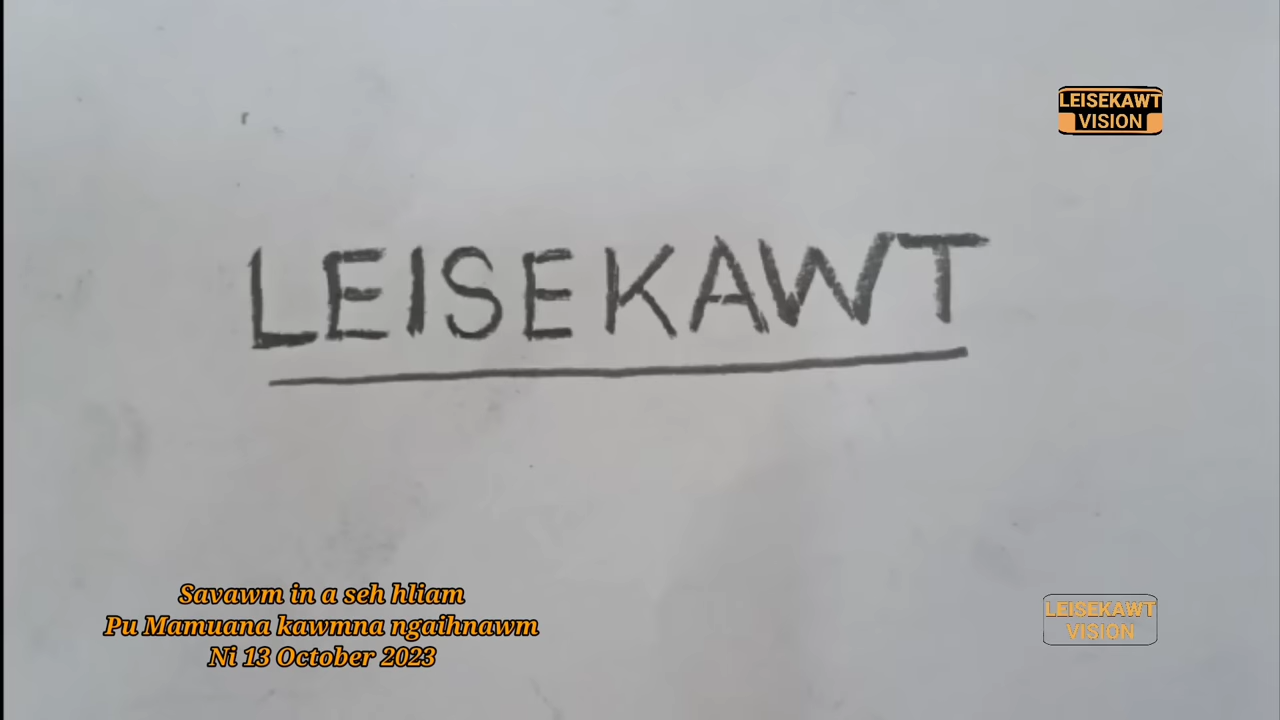 LEISEKAWT
VISION
LEISEKAWT
Savawm in a seh hliam
Pu Mamuana kawmna ngaihnawm
Ni 13 October 2023
LEISEKAWT
VISION